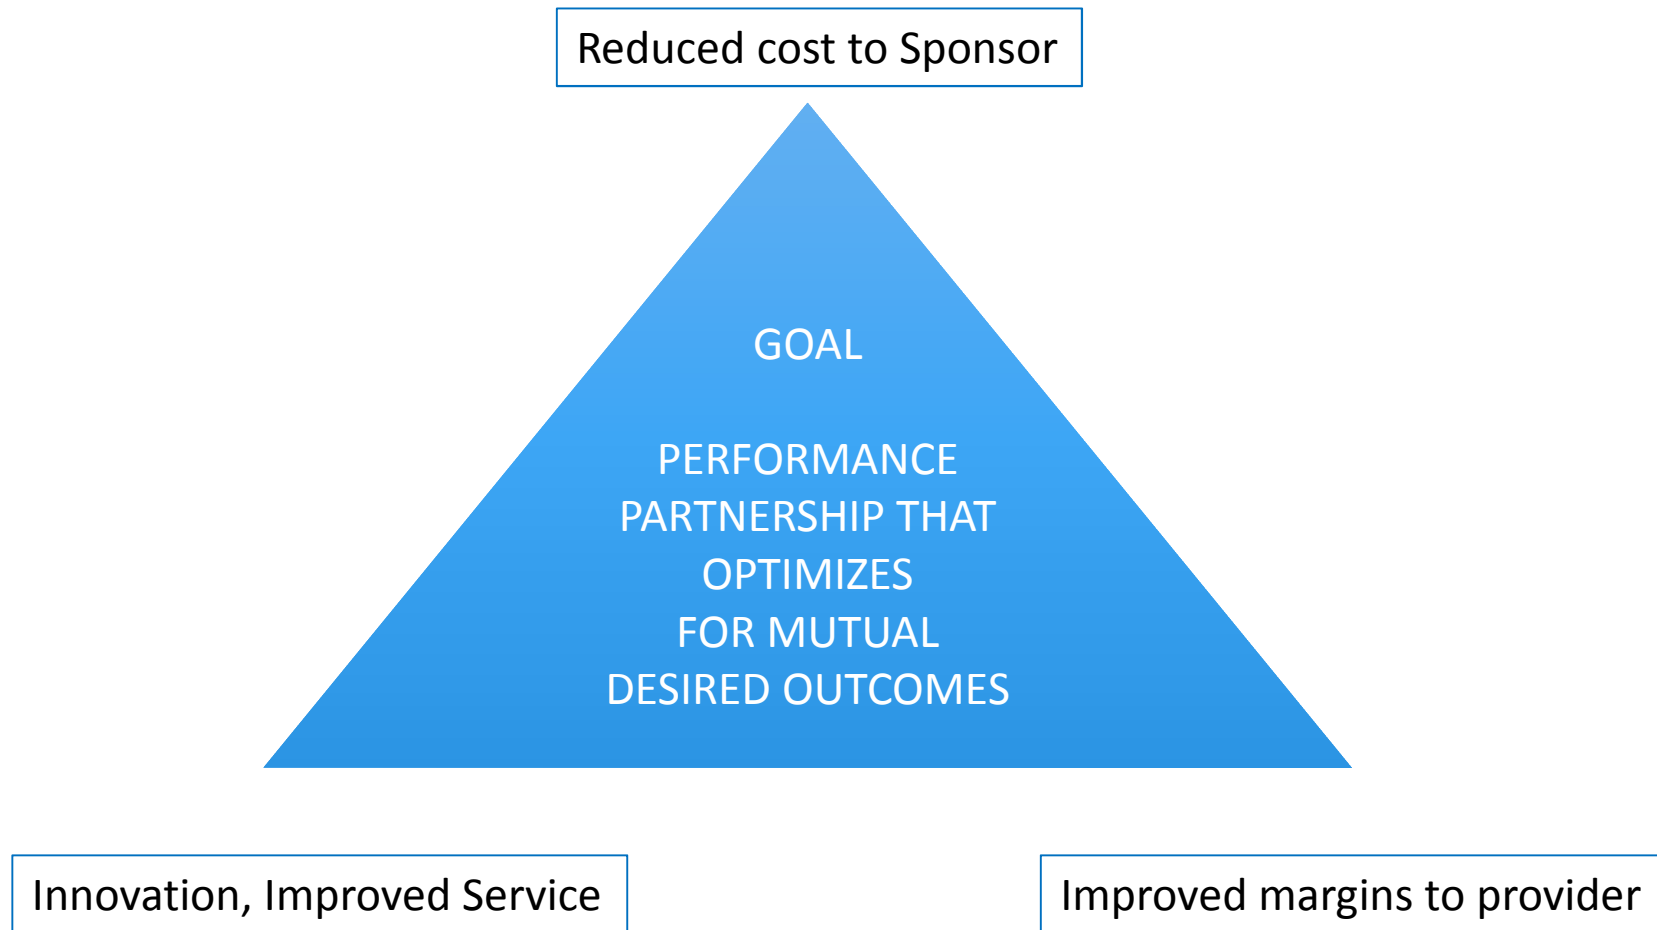 Reduced cost to Sponsor
GOAL
PERFORMANCE
PARTNERSHIP THAT
OPTIMIZES
FOR MUTUAL
DESIRED OUTCOMES
Innovation, Improved Service
Improved margins to provider